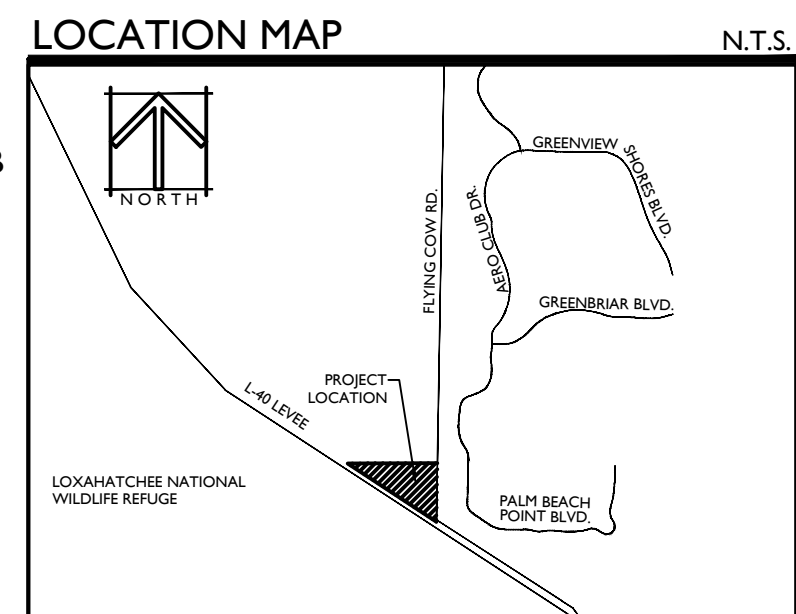 LOCATION MAP
N.T.S.
NORTH
GREENVIEW
SHORES BLVD.
AERO CLUB DR.
FLYING COW RD.
GREENBRIAR BLVD.
PROJECT
LOCATION
L-40 LEVEE
LOXAHATCHEE NATIONAL
WILDLIFE REFUGE
PALM BEACH
POINT BLVD.